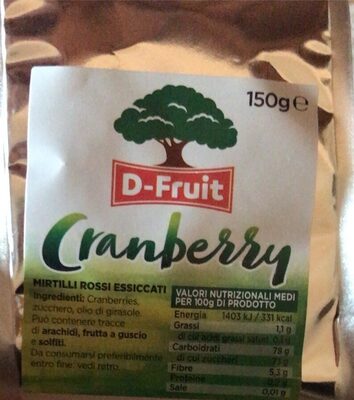 150g e
D-Fruit
Cranberry
MIRTILLI ROSSI ESSICCATI
Ingredienti: Cranberries,
zucchero, olio di girasole.
Può contenere tracce
di arachidi, frutta a guscio
e solfiti.
Da consumarsi preferibilmente
entro fine: vedi retro.
VALORI NUTRIZIONALI MEDI
PER 100g DI PRODOTTO
Energia 1403 kJ / 331 kcal
Grassi 1,1 g
di cui acidi grassi saturi
Carboidrati 78 g
di cui zuccheri
Fibre 5,3 g
Proteine
Sale 0,01 g